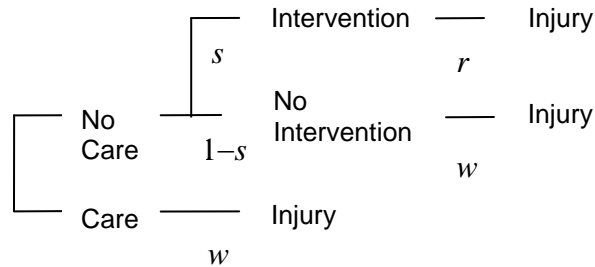 Intervention
Injury
s
r
No
Care
No
Intervention
Injury
1–s
w
Care
Injury
w